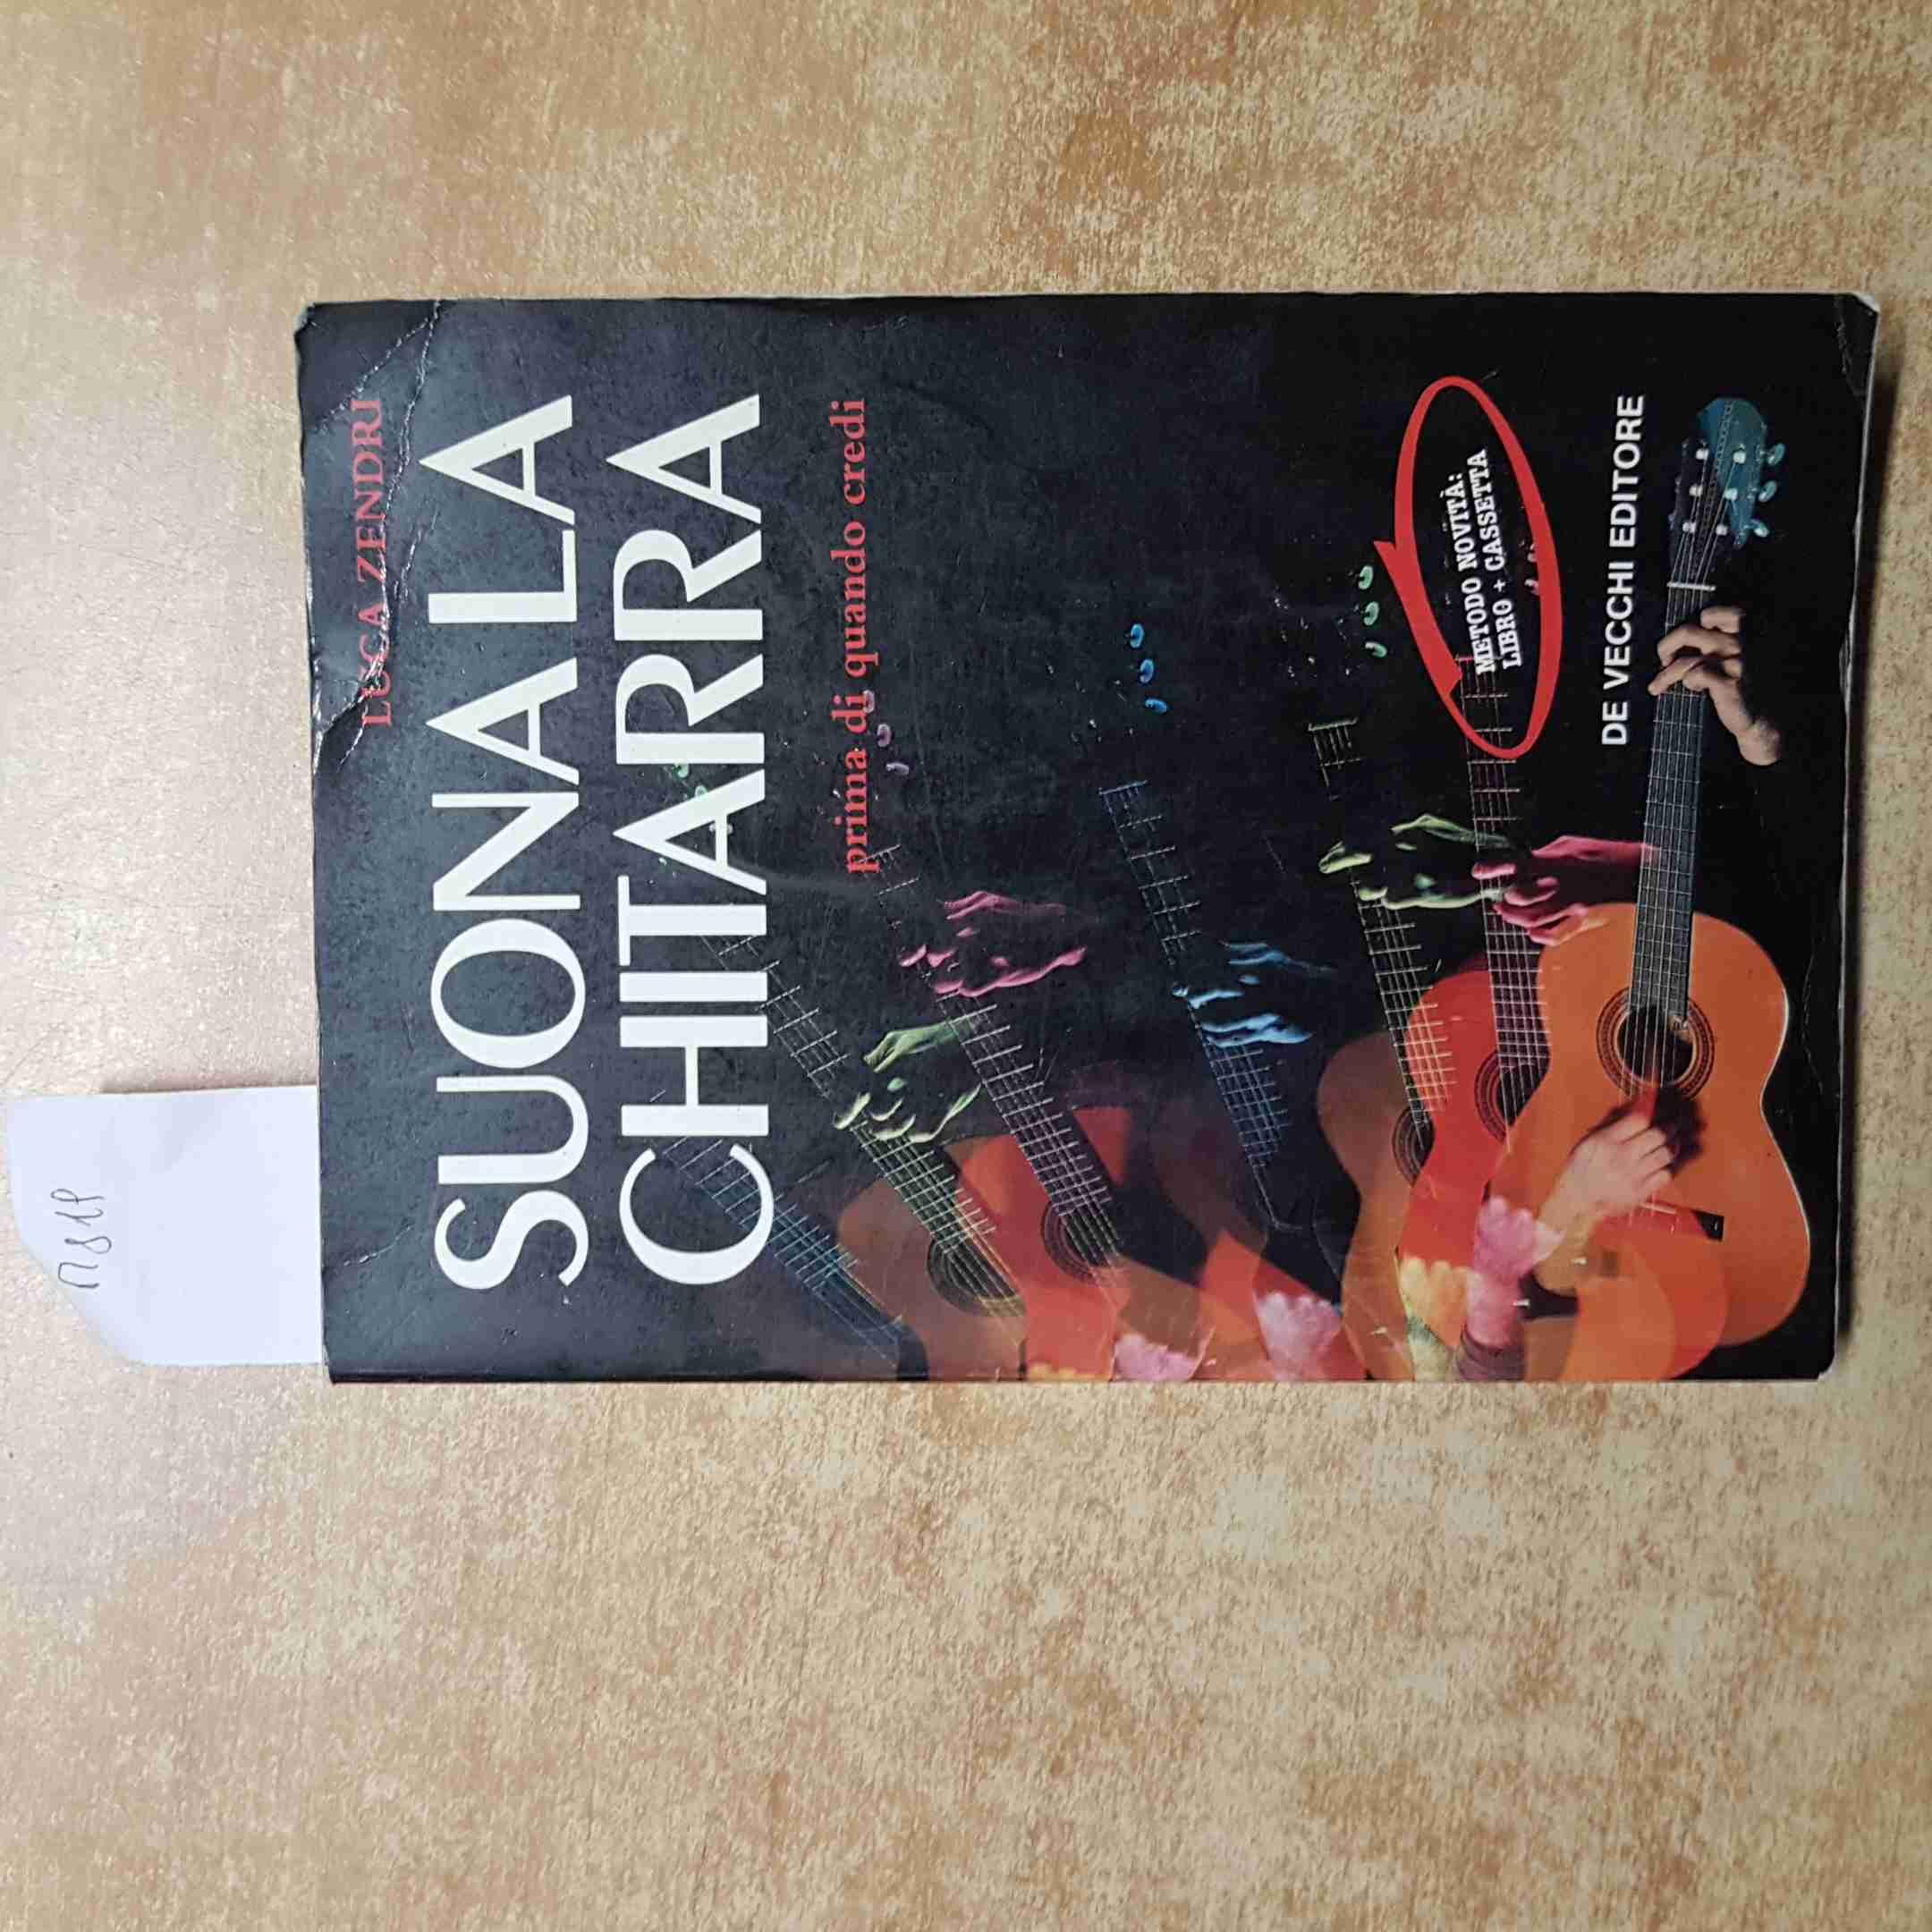 LUCA ZENDRI
SUONA LA
CHITARRA
prima di quando credi
METODO NOVITÀ:
LIBRO + CASSETTA
DE VECCHI EDITORE